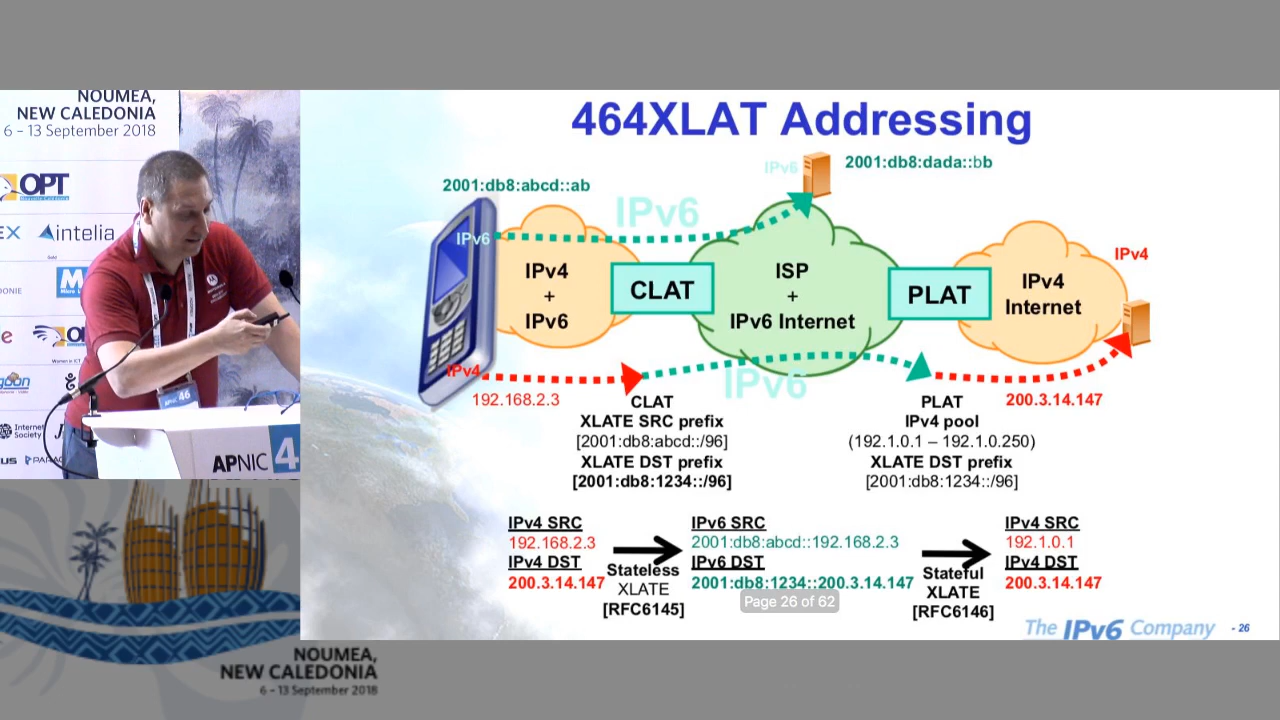 NOUMEA,
NEW CALEDONIA
6 – 13 September 2018
OPT
EX
intelia
Gold
M
Women in ICT
Internet
Society
APNIC 46
APNIC 4
464XLAT Addressing
IPv6
2001:db8:dada::bb
2001:db8:abcd::ab
IPv6
IPv6
IPv4
+
IPv6
CLAT
ISP
+
IPv6 Internet
PLAT
IPv4
Internet
IPv4
IPv4
IPv6
192.168.2.3
200.3.14.147
CLAT
XLATE SRC prefix
[2001:db8:abcd::/96]
XLATE DST prefix
[2001:db8:1234::/96]
PLAT
IPv4 pool
(192.1.0.1 – 192.1.0.250)
XLATE DST prefix
[2001:db8:1234::/96]
IPv4 SRC
192.168.2.3
IPv4 DST
200.3.14.147
Stateless
XLATE
[RFC6145]
IPv6 SRC
2001:db8:abcd::192.168.2.3
IPv6 DST
2001:db8:1234::200.3.14.147
Stateful
XLATE
[RFC6146]
IPv4 SRC
192.1.0.1
IPv4 DST
200.3.14.147
Page 26 of 62
The IPv6 Company
- 26
NOUMEA,
NEW CALEDONIA
6 – 13 September 2018